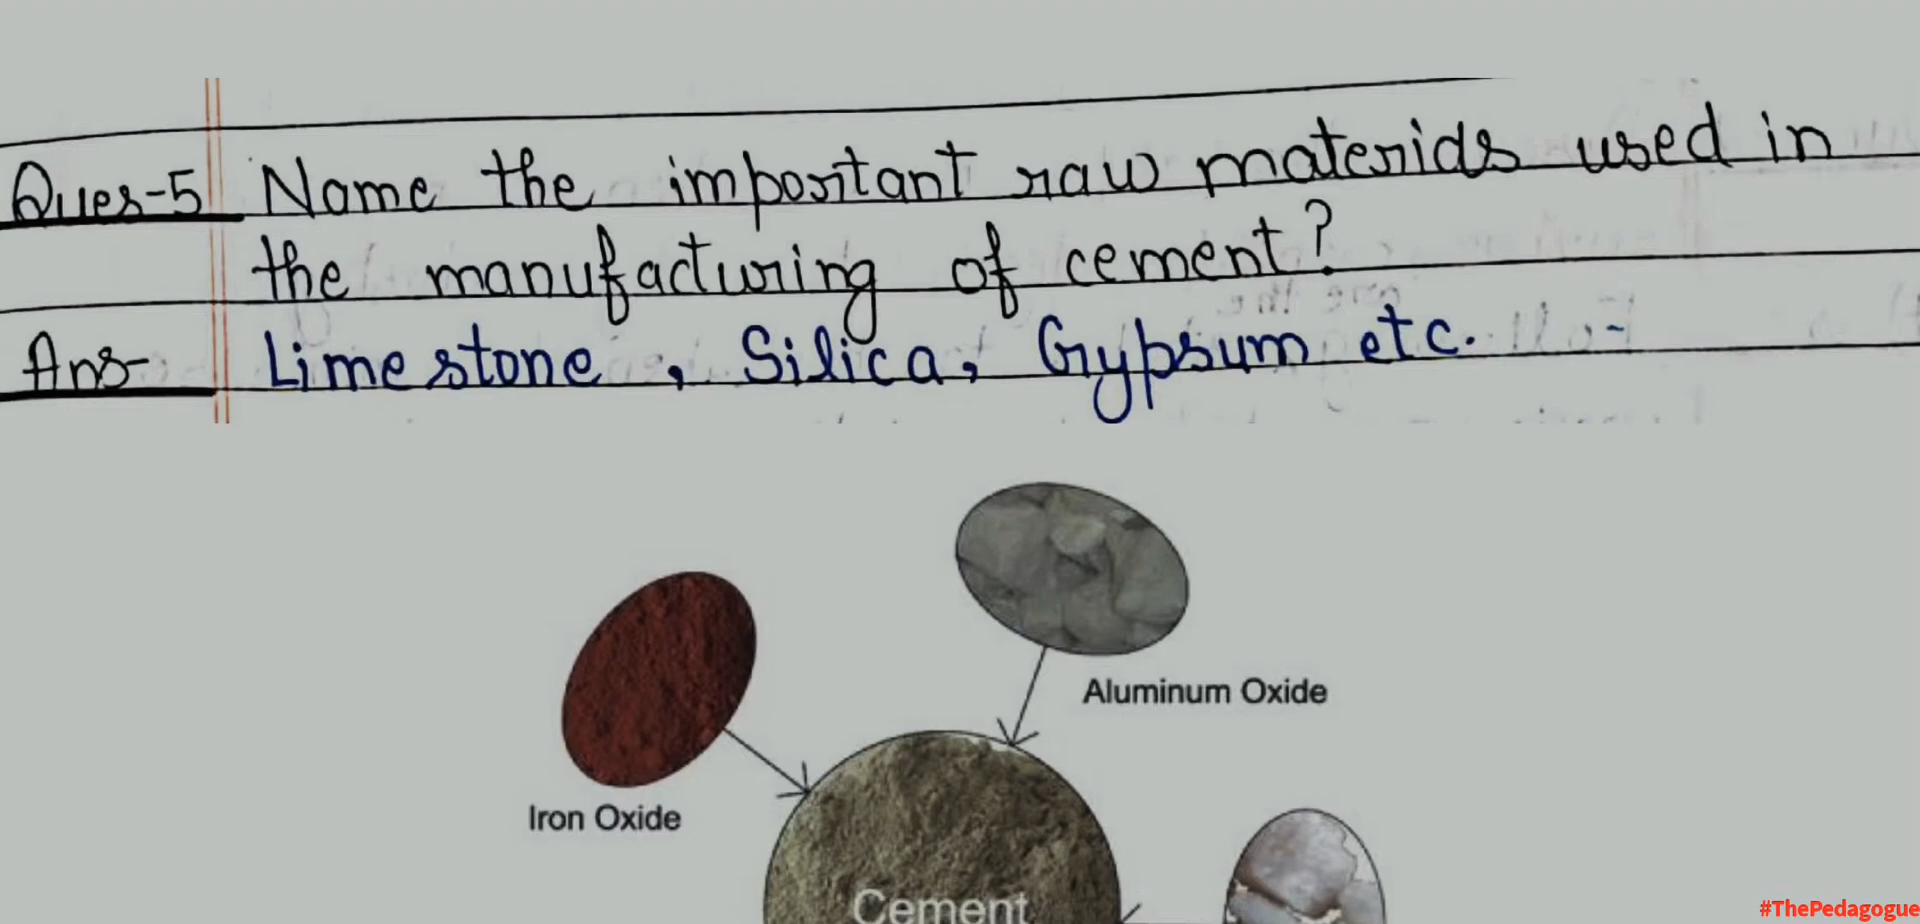 Ques-5 Name the important raw materials used in
the manufacturing of cement?
Ans- Limestone, Silica, Gypsum etc.
Aluminum Oxide
Iron Oxide
Cement
#ThePedagogue